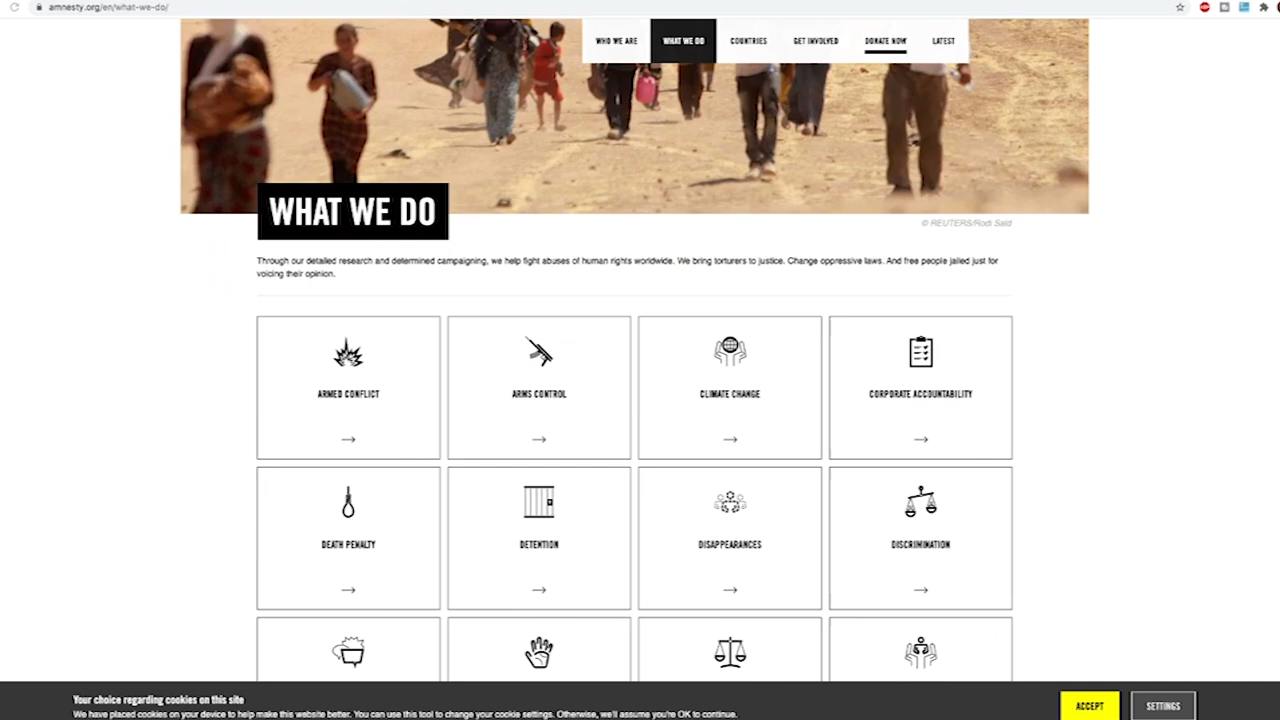 amnesty.org/en/what-we-do/
WHO WE ARE
WHAT WE DO
COUNTRIES
GET INVOLVED
DONATE NOW
LATEST
WHAT WE DO
© REUTERS/Rodi Said
Through our detailed research and determined campaigning, we help fight abuses of human rights worldwide. We bring torturers to justice. Change oppressive laws. And free people jailed just for
voicing their opinion.
ARMED CONFLICT
ARMS CONTROL
CLIMATE CHANGE
CORPORATE ACCOUNTABILITY
DEATH PENALTY
DETENTION
DISAPPEARANCES
DISCRIMINATION
Your choice regarding cookies on this site
We have placed cookies on your device to help make this website better. You can use this tool to change your cookie settings. Otherwise, we'll assume you're OK to continue.
ACCEPT
SETTINGS